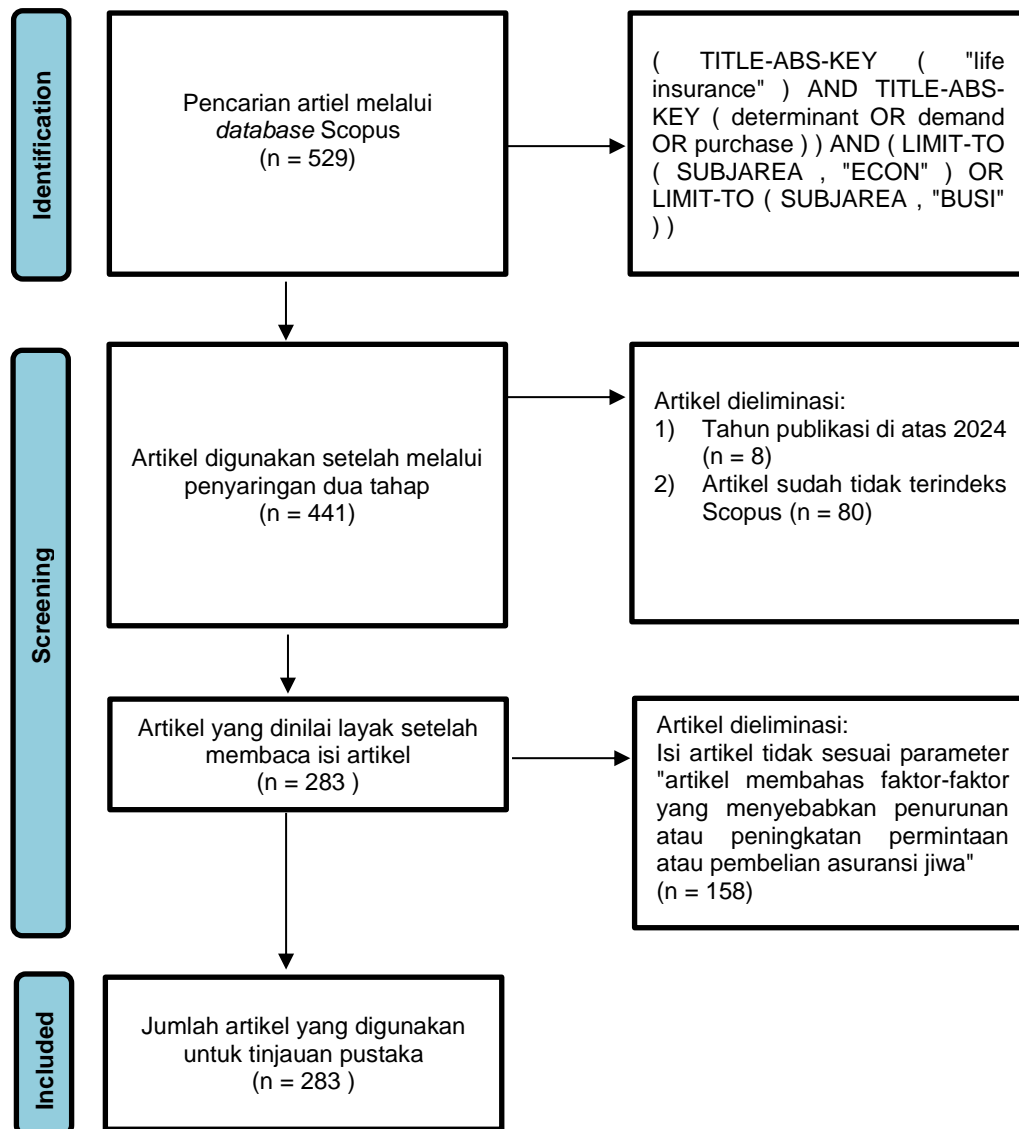 Identification
Pencarian artiel melalui
database Scopus
(n = 529)
( TITLE-ABS-KEY ( "life
insurance" ) AND TITLE-ABS-
KEY ( determinant OR demand
OR purchase ) ) AND ( LIMIT-TO
( SUBJAREA , "ECON" ) OR
LIMIT-TO ( SUBJAREA , "BUSI"
) )
Screening
Artikel digunakan setelah melalui
penyaringan dua tahap
(n = 441)
Artikel dieliminasi:
1) Tahun publikasi di atas 2024
(n = 8)
2) Artikel sudah tidak terindeks
Scopus (n = 80)
Artikel yang dinilai layak setelah
membaca isi artikel
(n = 283 )
Artikel dieliminasi:
Isi artikel tidak sesuai parameter
"artikel membahas faktor-faktor
yang menyebabkan penurunan
atau peningkatan permintaan
atau pembelian asuransi jiwa"
(n = 158)
Included
Jumlah artikel yang digunakan
untuk tinjauan pustaka
(n = 283 )